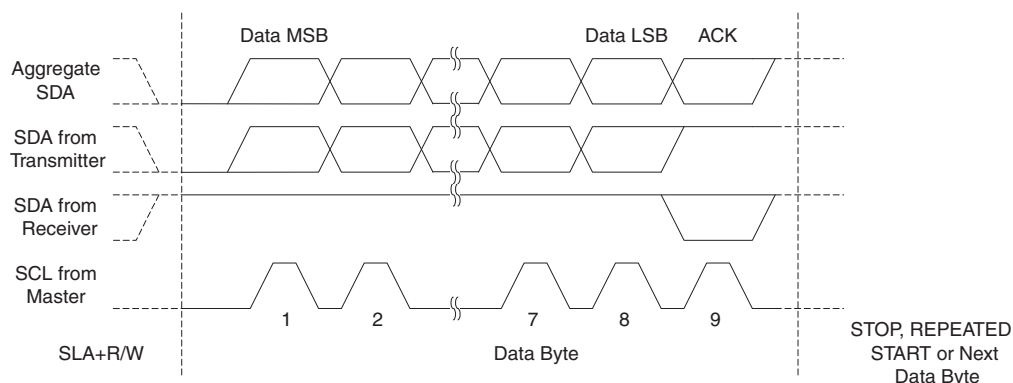 Data MSB
Data LSB
ACK
Aggregate
SDA
SDA from
Transmitter
SDA from
Receiver
SCL from
Master
1
2
7
8
9
SLA+R/W
Data Byte
STOP, REPEATED
START or Next
Data Byte